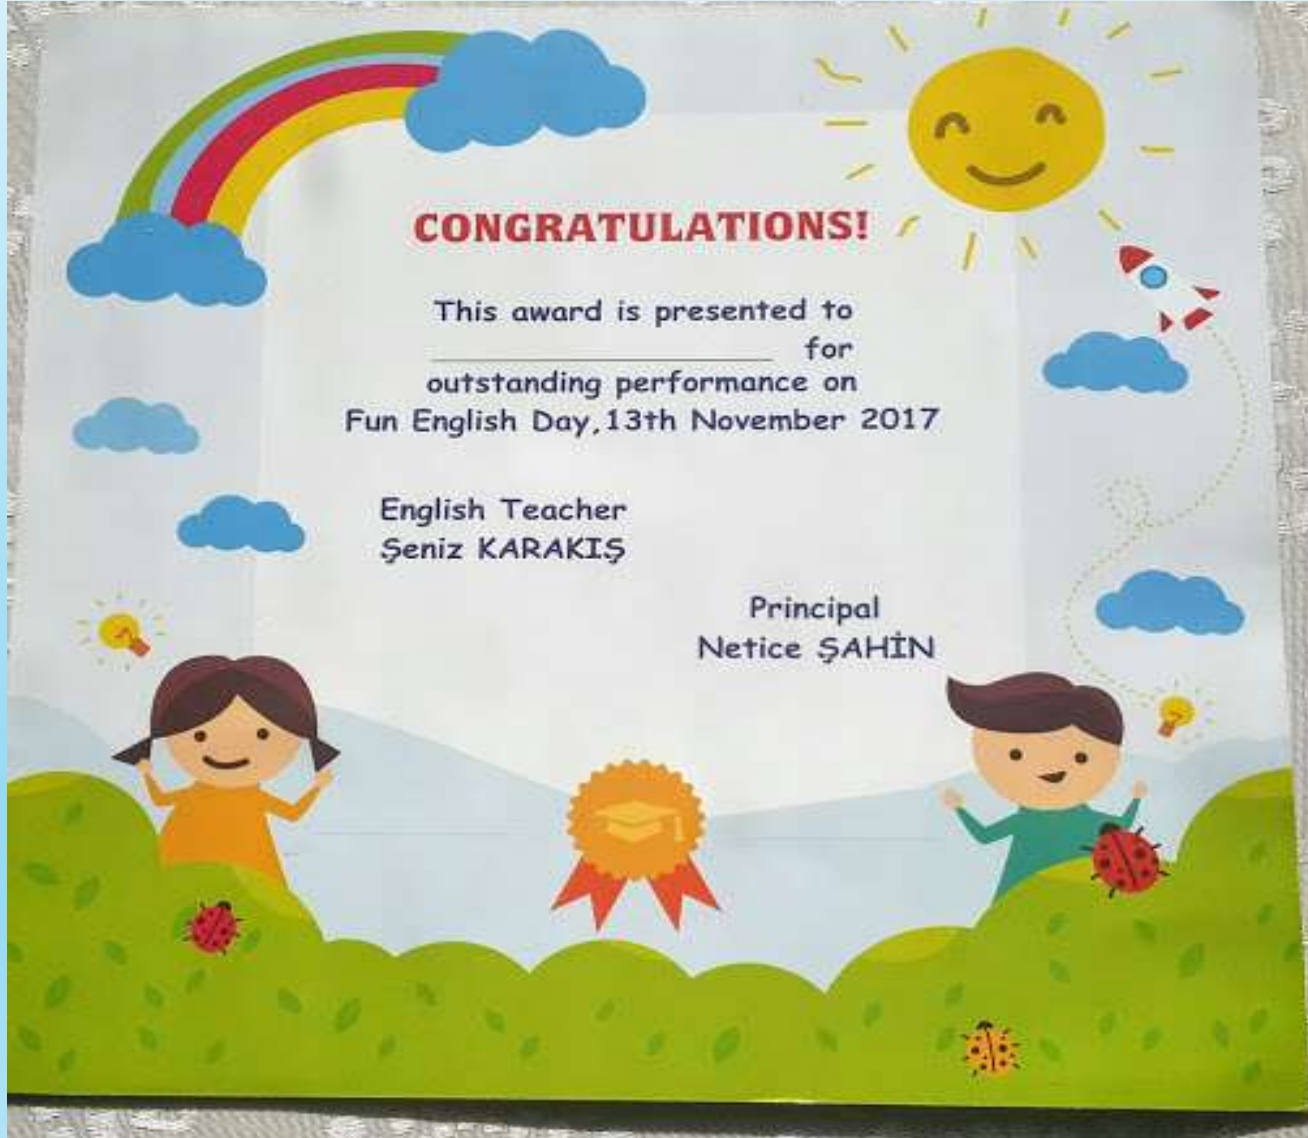 CONGRATULATIONS!
This award is presented to
____________________ for
outstanding performance on
Fun English Day,13th November 2017
English Teacher
Şeniz KARAKIŞ
Principal
Netice ŞAHİN